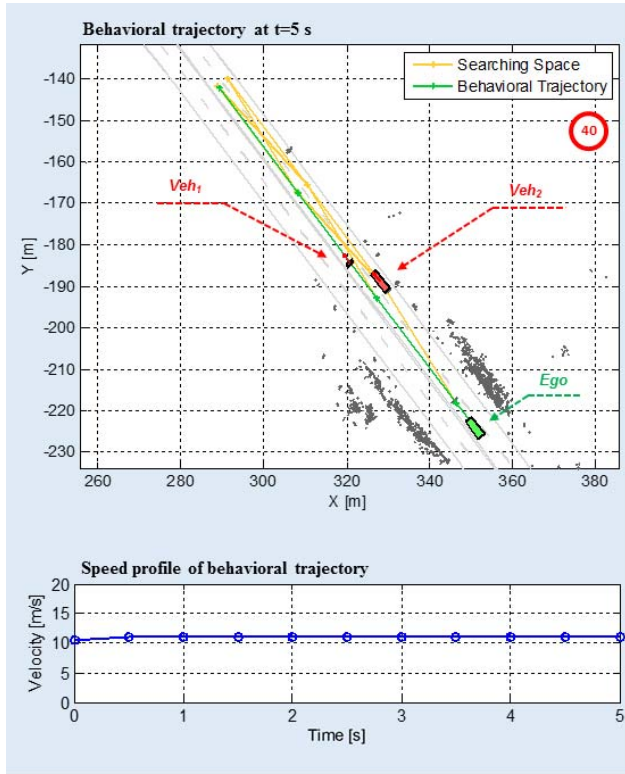 Behavioral trajectory at t=5 s
Searching Space
Behavioral Trajectory
40
Veh1
Veh2
Ego
-140
-150
-160
-170
-180
-190
-200
-210
-220
-230
Y [m]
260 280 300 320 340 360 380
X [m]
Speed profile of behavioral trajectory
20
15
10
5
0
Velocity [m/s]
0 1 2 3 4 5
Time [s]